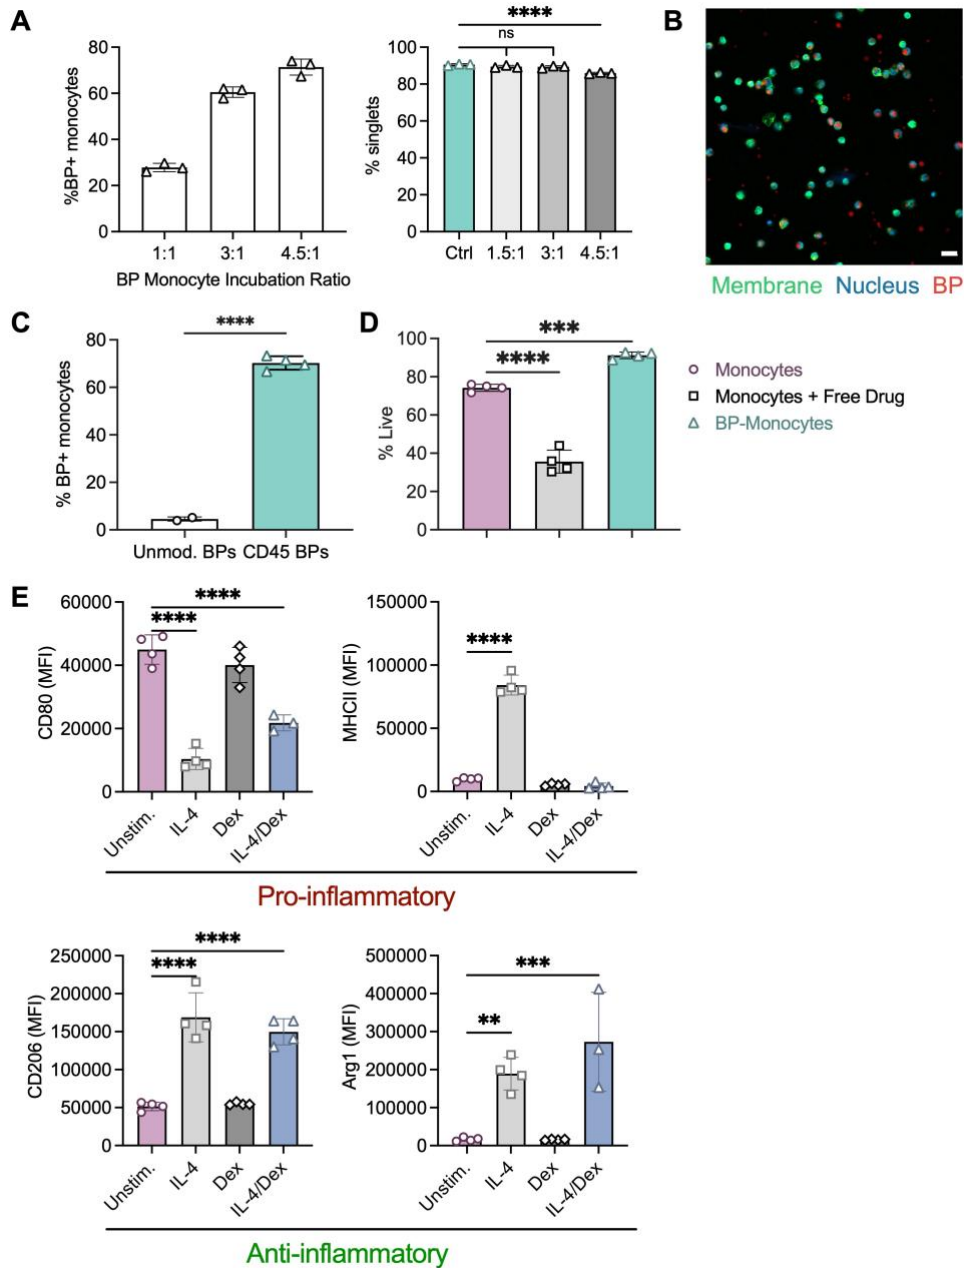 A
%BP+ monocytes
80
60
40
20
0
1:1 3:1 4.5:1
BP Monocyte Incubation Ratio
% singlets
100
80
60
40
20
0
****
ns
Ctrl 1.5:1 3:1 4.5:1
B
Membrane Nucleus BP
C
% BP+ monocytes
80
60
40
20
0
****
Unmod. BPs CD45 BPs
D
% Live
100
80
60
40
20
0
***
****
Monocytes
Monocytes + Free Drug
BP-Monocytes
E
CD80 (MFI)
60000
40000
20000
0
****
****
Unstim. IL-4 Dex IL-4/Dex
MHCII (MFI)
150000
100000
50000
0
****
Unstim. IL-4 Dex IL-4/Dex
Pro-inflammatory
CD206 (MFI)
250000
200000
150000
100000
50000
0
****
****
Unstim. IL-4 Dex IL-4/Dex
Arg1 (MFI)
500000
400000
300000
200000
100000
0
***
**
Unstim. IL-4 Dex IL-4/Dex
Anti-inflammatory